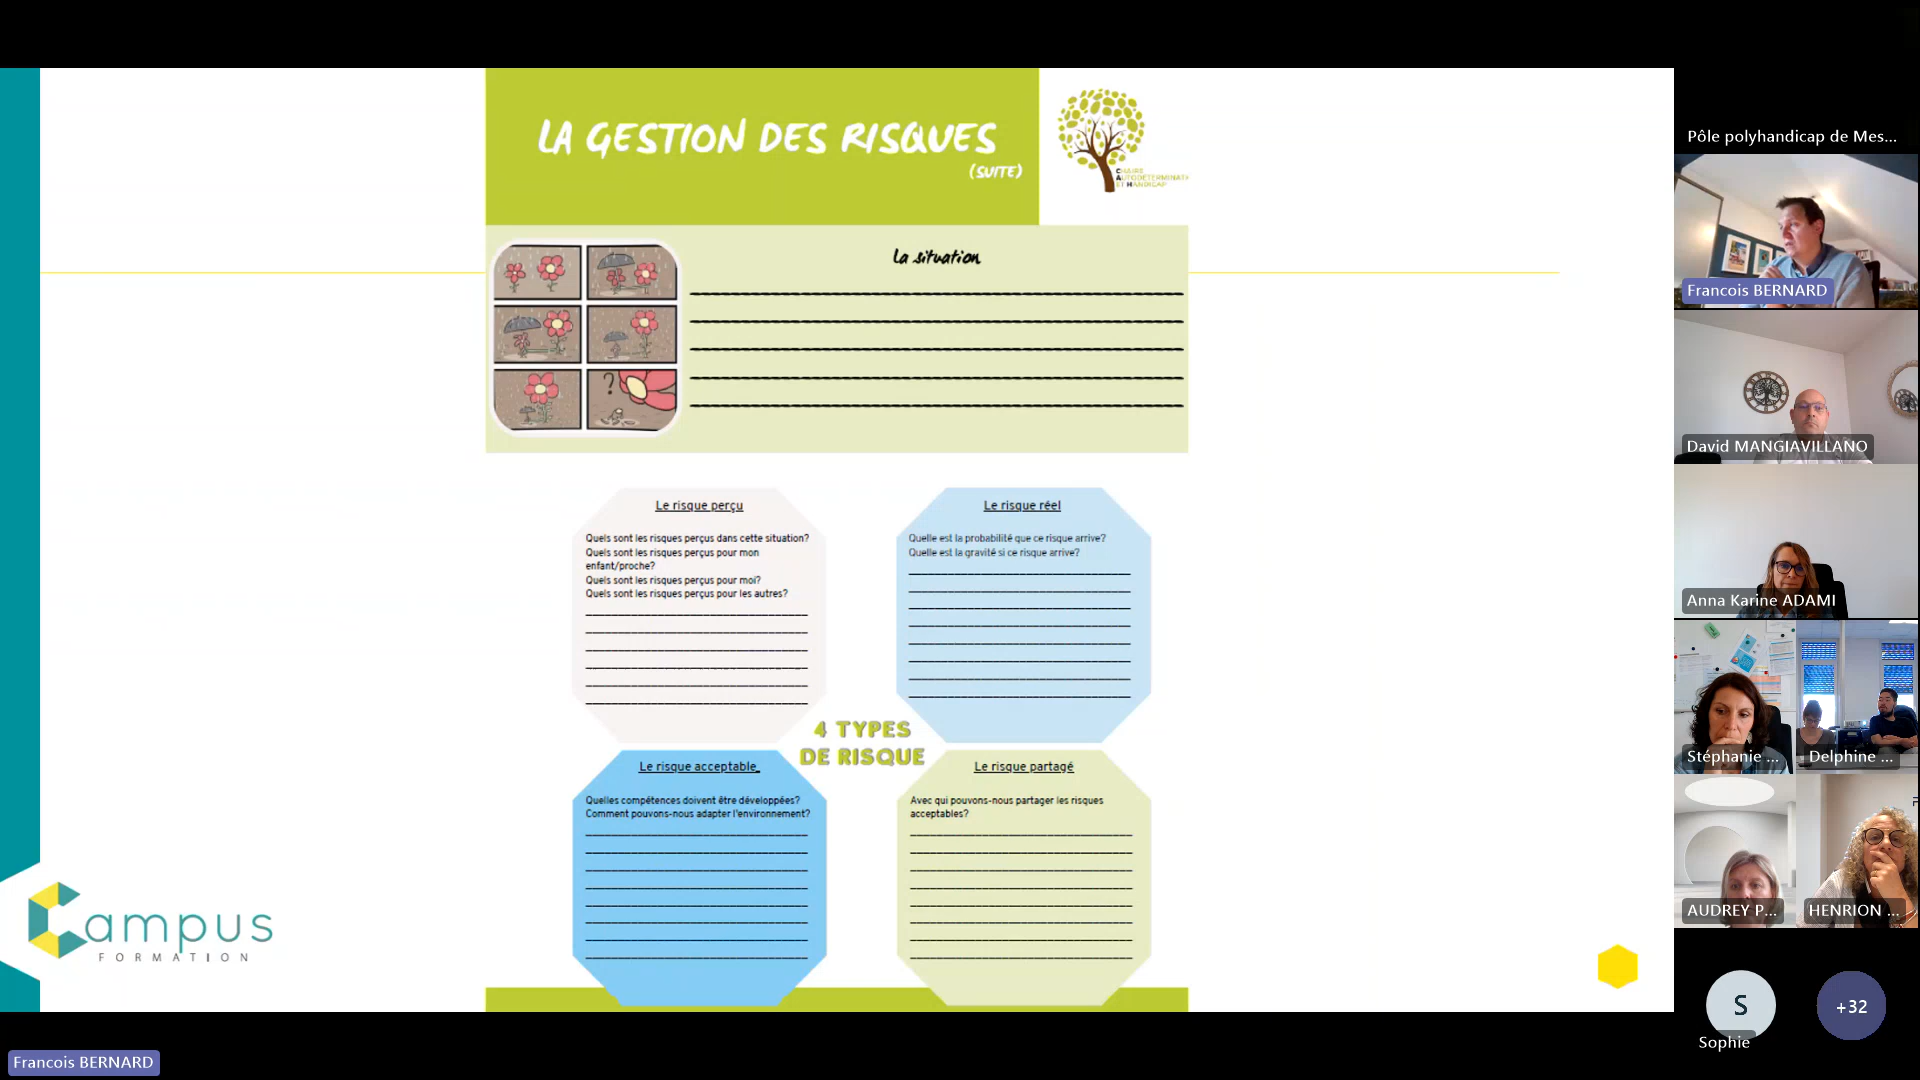 LA GESTION DES RISQUES
(SUITE)
CHAIRE
AUTODETERMINATI
ET HANDICAP
La situation
?
Le risque perçu
Quels sont les risques perçus dans cette situation?
Quels sont les risques perçus pour mon
enfant/proche?
Quels sont les risques perçus pour moi?
Quels sont les risques perçus pour les autres?
Le risque réel
Quelle est la probabilité que ce risque arrive?
Quelle est la gravité si ce risque arrive?
4 TYPES
DE RISQUE
Le risque acceptable
Quelles compétences doivent être développées?
Comment pouvons-nous adapter l'environnement?
Le risque partagé
Avec qui pouvons-nous partager les risques
acceptables?
Campus
FORMATION
Pôle polyhandicap de Mes...
Francois BERNARD
David MANGIAVILLANO
Anna Karine ADAMI
Stéphanie ...
Delphine ...
AUDREY P...
HENRION ...
S
+32
Sophie
Francois BERNARD